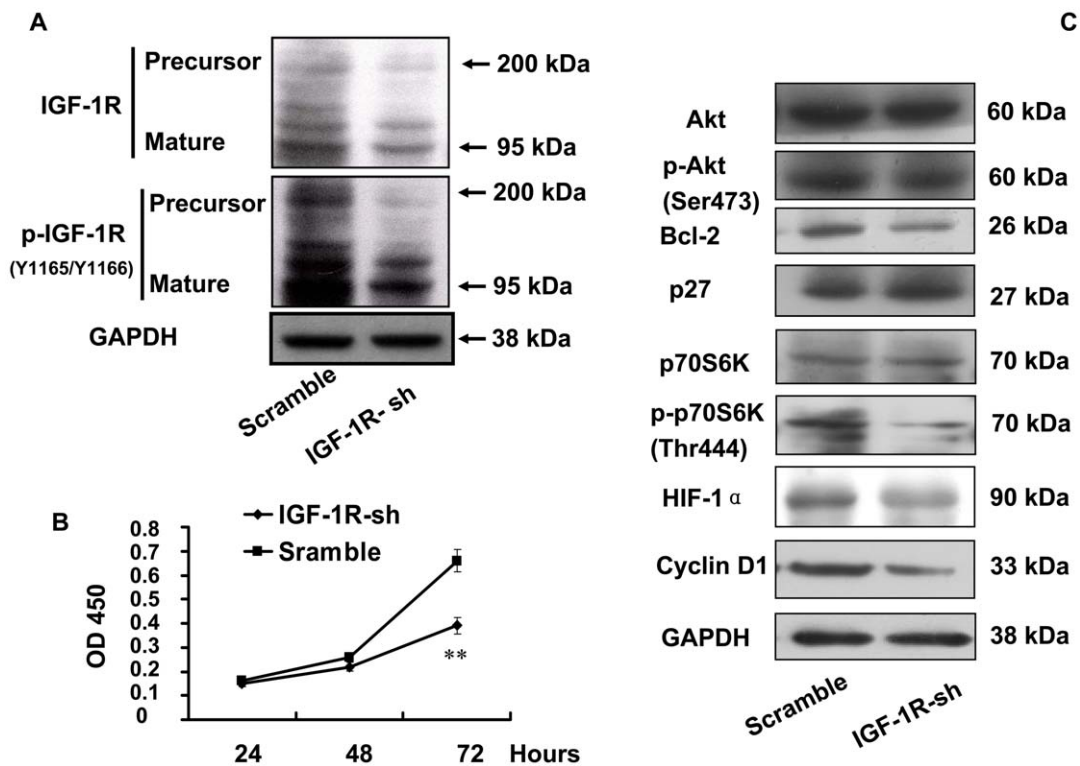 A
IGF-1R
Precursor
Mature
200 kDa
95 kDa
p-IGF-1R
(Y1165/Y1166)
Precursor
Mature
200 kDa
95 kDa
GAPDH
38 kDa
Scramble
IGF-1R- sh
B
IGF-1R-sh
Sramble
OD 450
0.8
0.7
0.6
0.5
0.4
0.3
0.2
0.1
0
**
24 48 72 Hours
C
Akt 60 kDa
p-Akt
(Ser473)
60 kDa
Bcl-2 26 kDa
p27 27 kDa
p70S6K 70 kDa
p-p70S6K
(Thr444)
70 kDa
HIF-1 α 90 kDa
Cyclin D1 33 kDa
GAPDH 38 kDa
Scramble
IGF-1R-sh